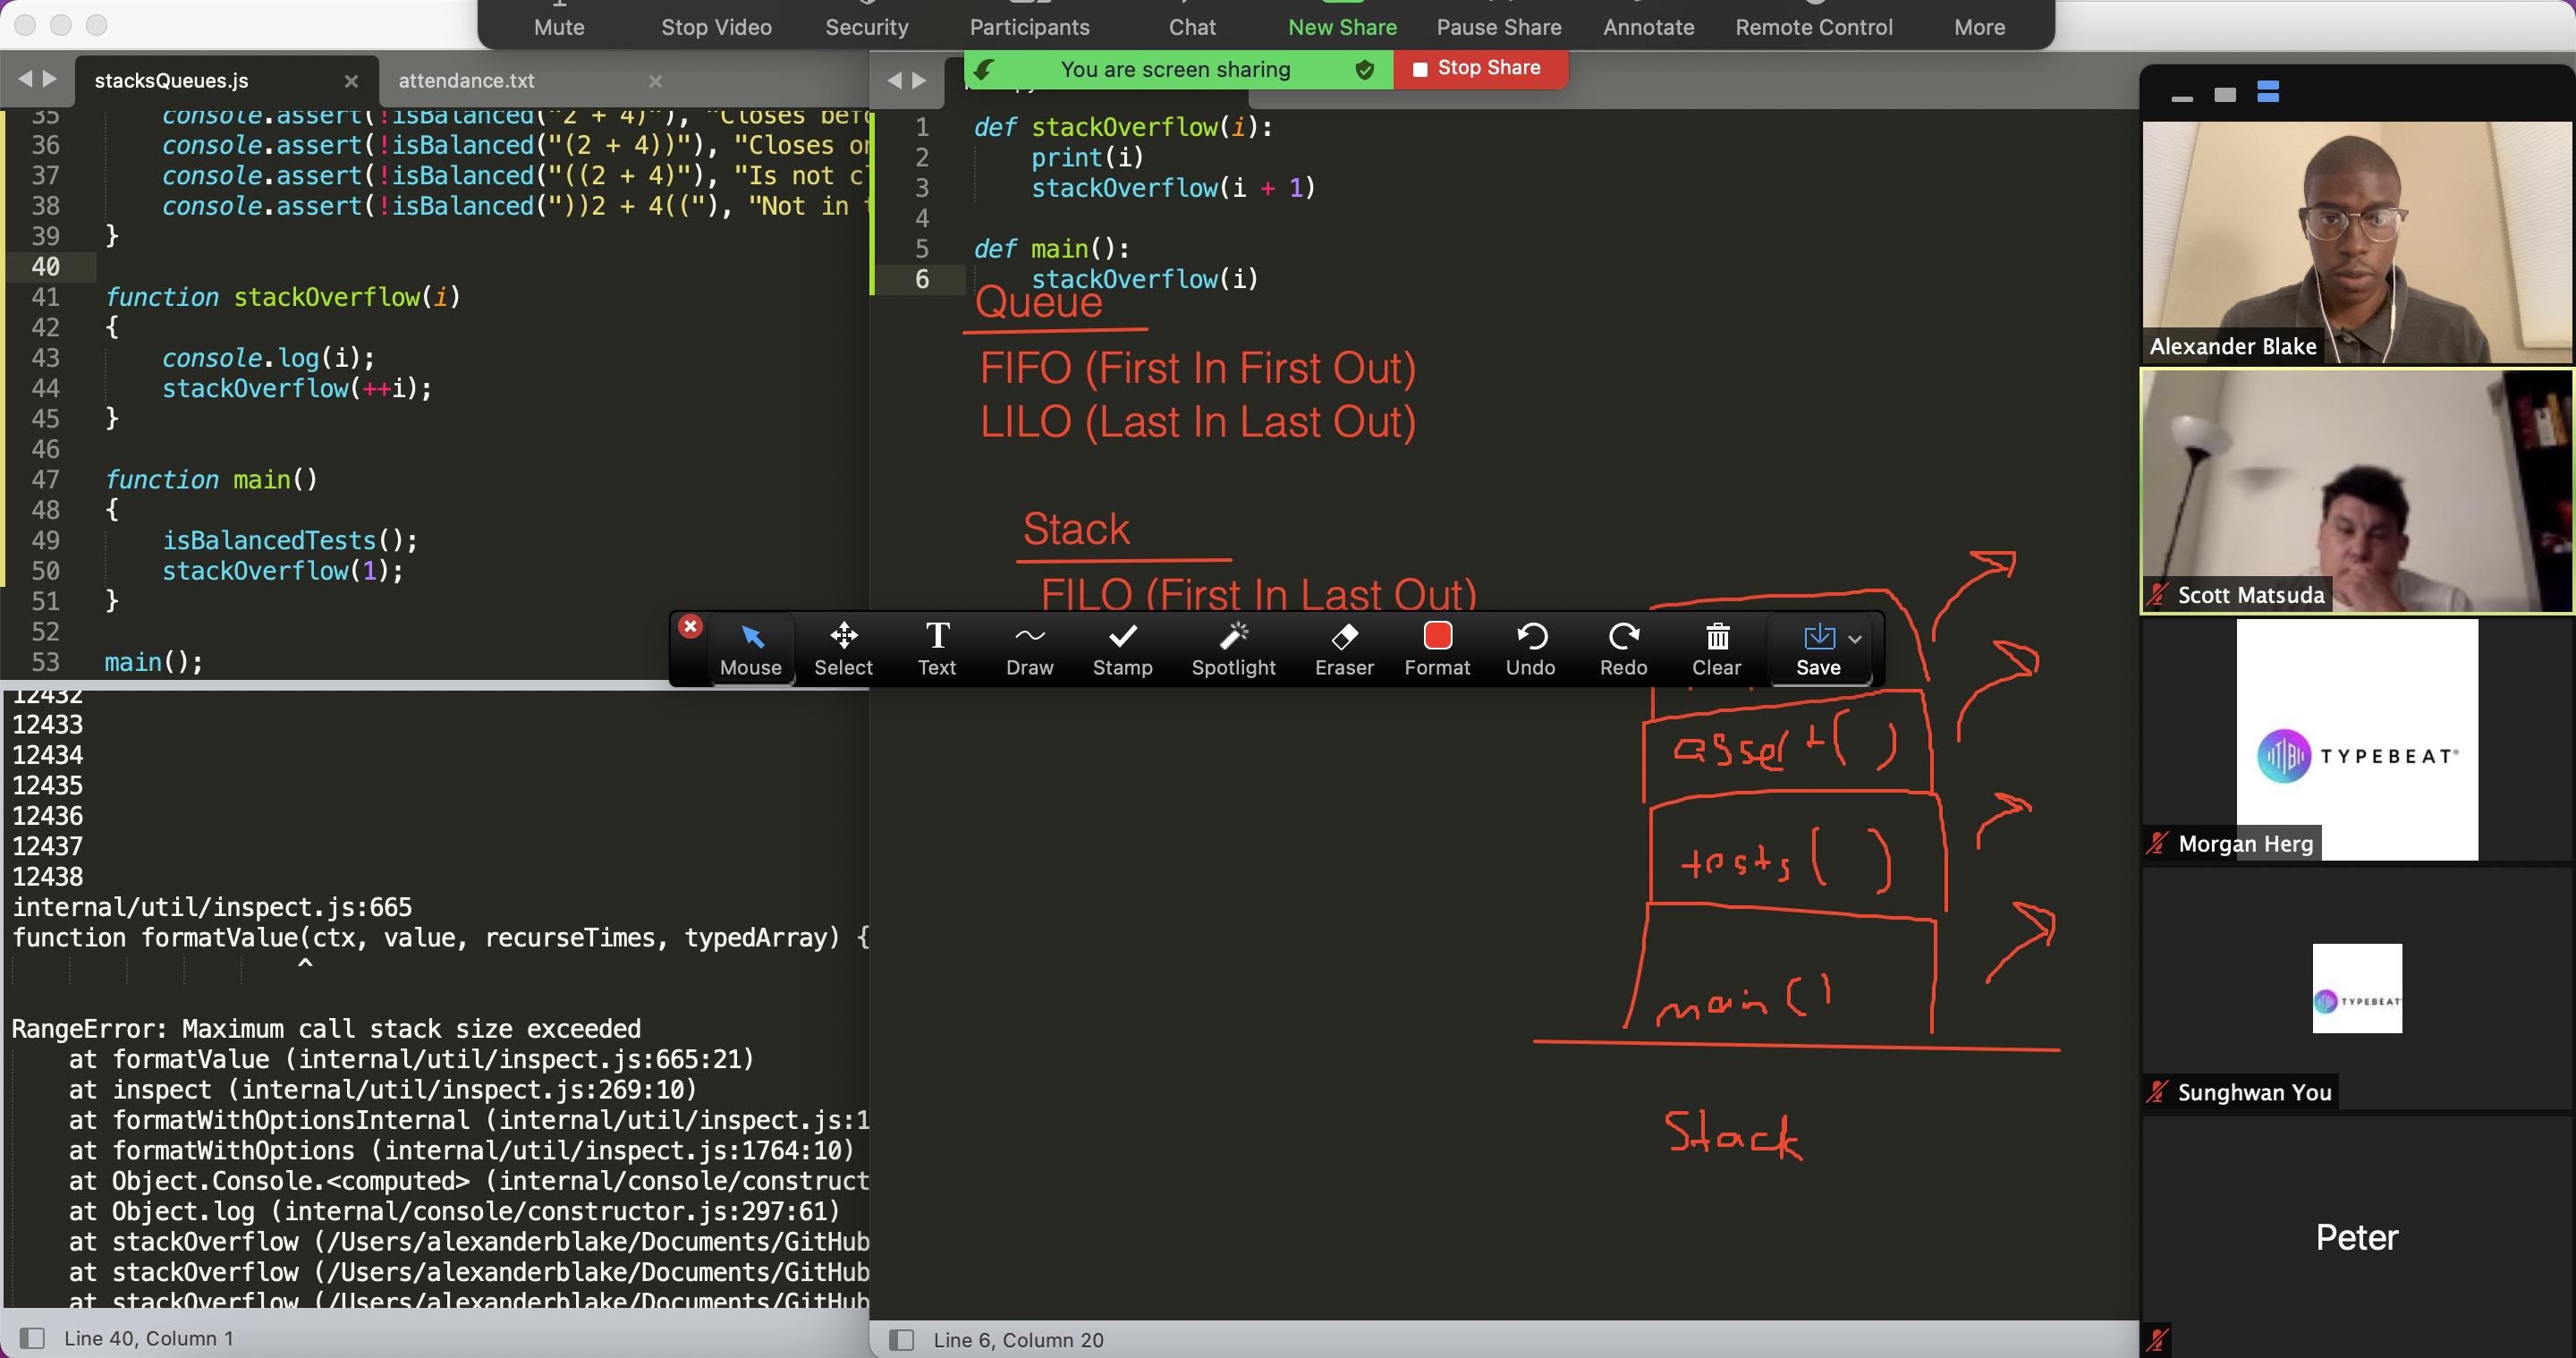 Mute Stop Video Security Participants Chat New Share Pause Share Annotate Remote Control More
You are screen sharing Stop Share
stacksQueues.js attendance.txt
35 console.assert(!isBalanced("2 + 4)"), "Closes befo
36 console.assert(!isBalanced("(2 + 4))"), "Closes on
37 console.assert(!isBalanced("((2 + 4)"), "Is not cl
38 console.assert(!isBalanced("))2 + 4(("), "Not in t
39 }
40
41 function stackOverflow(i)
42 {
43 console.log(i);
44 stackOverflow(++i);
45 }
46
47 function main()
48 {
49 isBalancedTests();
50 stackOverflow(1);
51 }
52
53 main();
12432
12433
12434
12435
12436
12437
12438
internal/util/inspect.js:665
function formatValue(ctx, value, recurseTimes, typedArray) {
^
RangeError: Maximum call stack size exceeded
at formatValue (internal/util/inspect.js:665:21)
at inspect (internal/util/inspect.js:269:10)
at formatWithOptionsInternal (internal/util/inspect.js:1
at formatWithOptions (internal/util/inspect.js:1764:10)
at Object.Console.<computed> (internal/console/construct
at Object.log (internal/console/constructor.js:297:61)
at stackOverflow (/Users/alexanderblake/Documents/GitHub
at stackOverflow (/Users/alexanderblake/Documents/GitHub
at stackOverflow (/Users/alexanderblake/Documents/GitHub
Line 40, Column 1
1 def stackOverflow(i):
2 print(i)
3 stackOverflow(i + 1)
4
5 def main():
6 stackOverflow(i)
Queue
FIFO (First In First Out)
LILO (Last In Last Out)
Stack
FILO (First In Last Out)
Mouse Select Text Draw Stamp Spotlight Eraser Format Undo Redo Clear Save
assert()
tests()
main()
Stack
Line 6, Column 20
Alexander Blake
Scott Matsuda
TYPEBEAT
Morgan Herg
TYPEBEAT
Sunghwan You
Peter